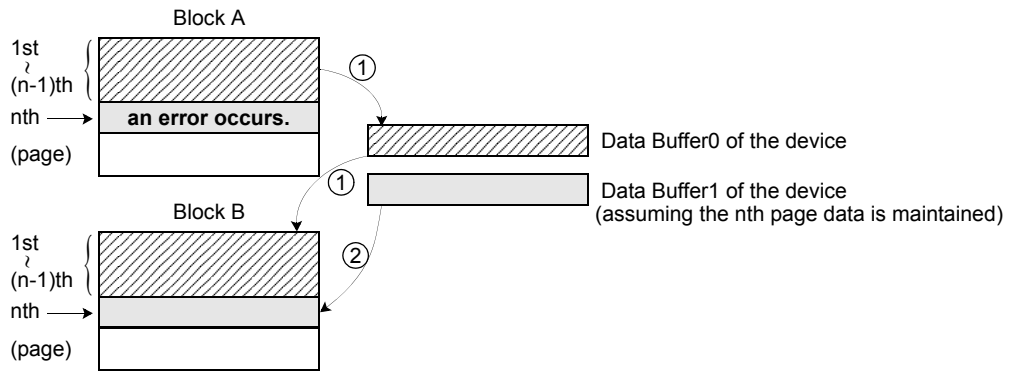 Block A
1st
~
(n-1)th
nth
an error occurs.
(page)
1
Data Buffer0 of the device
1
Data Buffer1 of the device
(assuming the nth page data is maintained)
Block B
1st
~
(n-1)th
2
nth
(page)